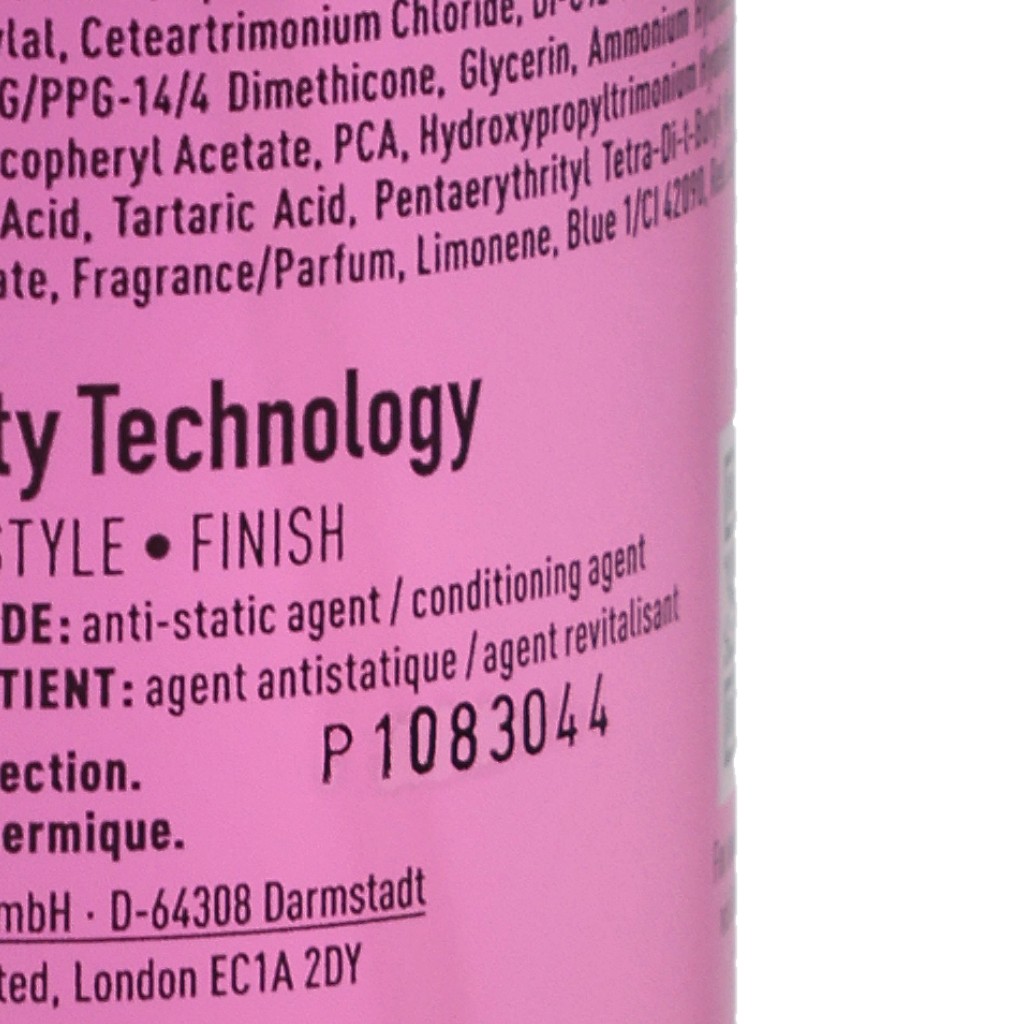 ylal, Ceteartrimonium Chloride,
G/PPG-14/4 Dimethicone, Glycerin, Ammonium
copheryl Acetate, PCA, Hydroxypropyltrimonium
Acid, Tartaric Acid, Pentaerythrityl Tetra-Di-t-Butyl
ate, Fragrance/Parfum, Limonene, Blue 1/CI 42090,
ty Technology
STYLE • FINISH
DE: anti-static agent / conditioning agent
TIENT: agent antistatique / agent revitalisant
P1083044
ection.
ermique.
mbH · D-64308 Darmstadt
ted, London EC1A 2DY